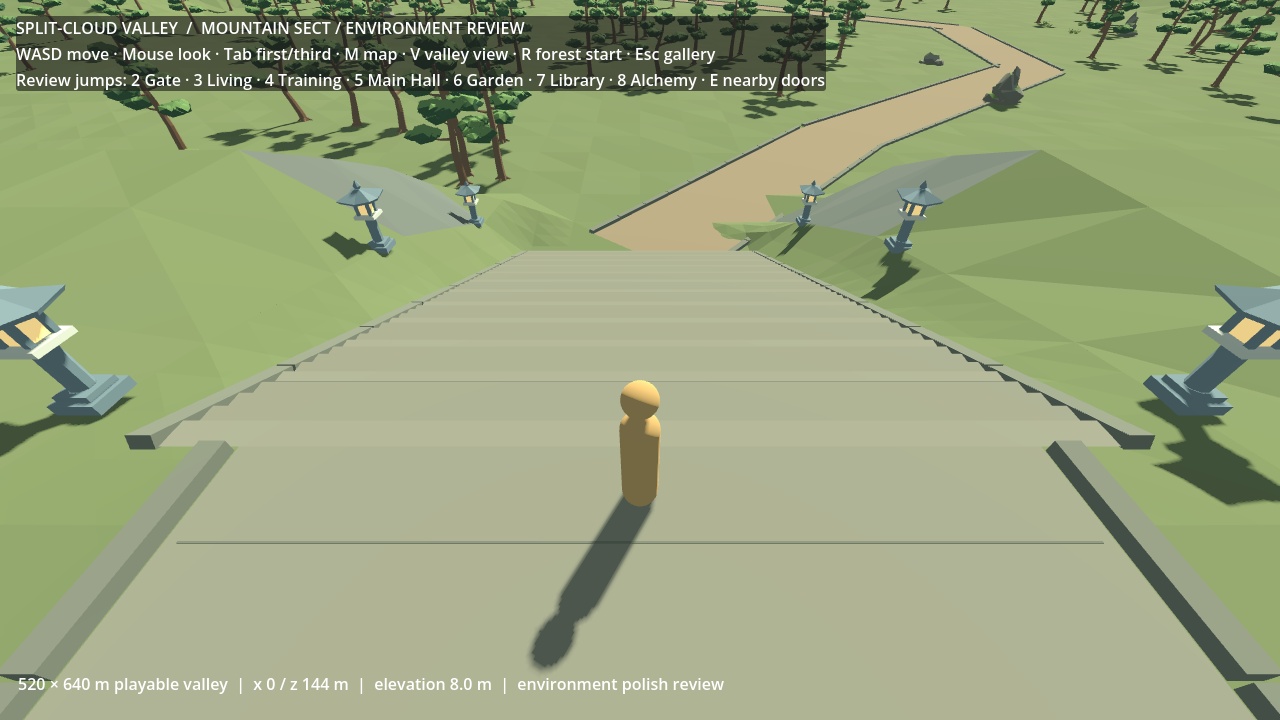 SPLIT-CLOUD VALLEY / MOUNTAIN SECT / ENVIRONMENT REVIEW
WASD move · Mouse look · Tab first/third · M map · V valley view · R forest start · Esc gallery
Review jumps: 2 Gate · 3 Living · 4 Training · 5 Main Hall · 6 Garden · 7 Library · 8 Alchemy · E nearby doors
520 × 640 m playable valley | x 0 / z 144 m | elevation 8.0 m | environment polish review